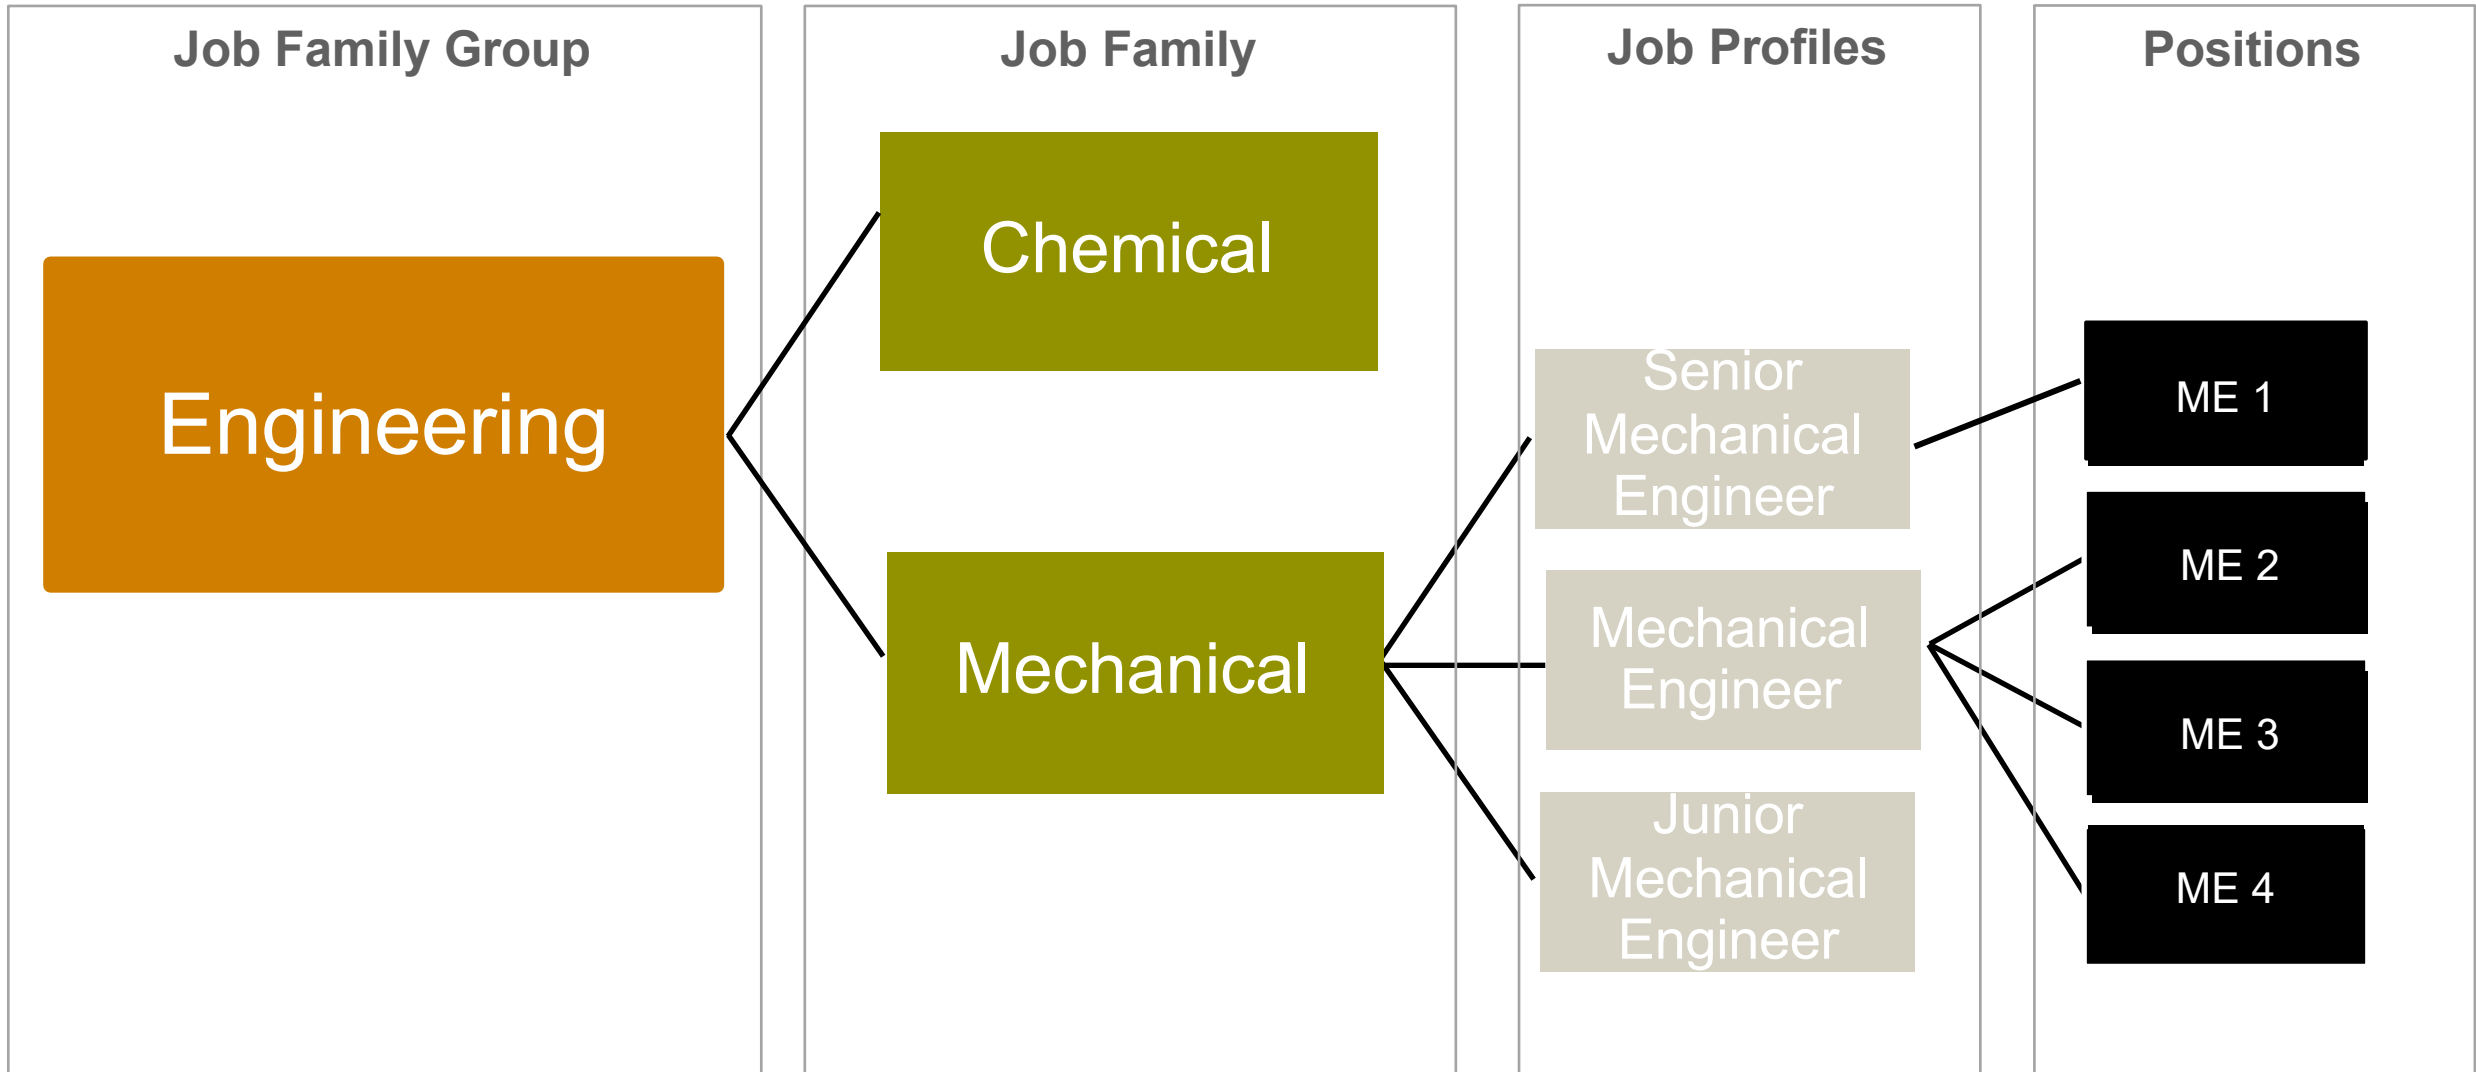 Job Family Group
Job Family
Job Profiles
Positions
Engineering
Chemical
Mechanical
Senior
Mechanical
Engineer
Mechanical
Engineer
Junior
Mechanical
Engineer
ME 1
ME 2
ME 3
ME 4